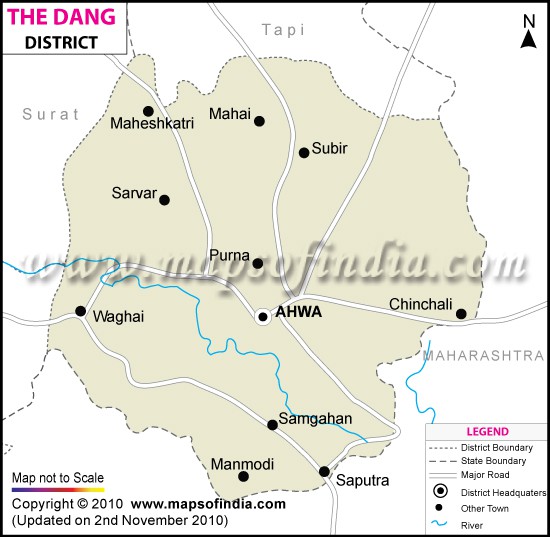 THE DANG
DISTRICT
Tapi
N
Surat
Maheshkatri
Mahai
Subir
Sarvar
Purna
www.mapsofindia.com
Waghai
AHWA
Chinchali
MAHARASHTRA
Samgahan
Manmodi
Saputra
LEGEND
District Boundary
State Boundary
Major Road
District Headquaters
Other Town
River
Map not to Scale
Copyright © 2010 www.mapsofindia.com
(Updated on 2nd November 2010)